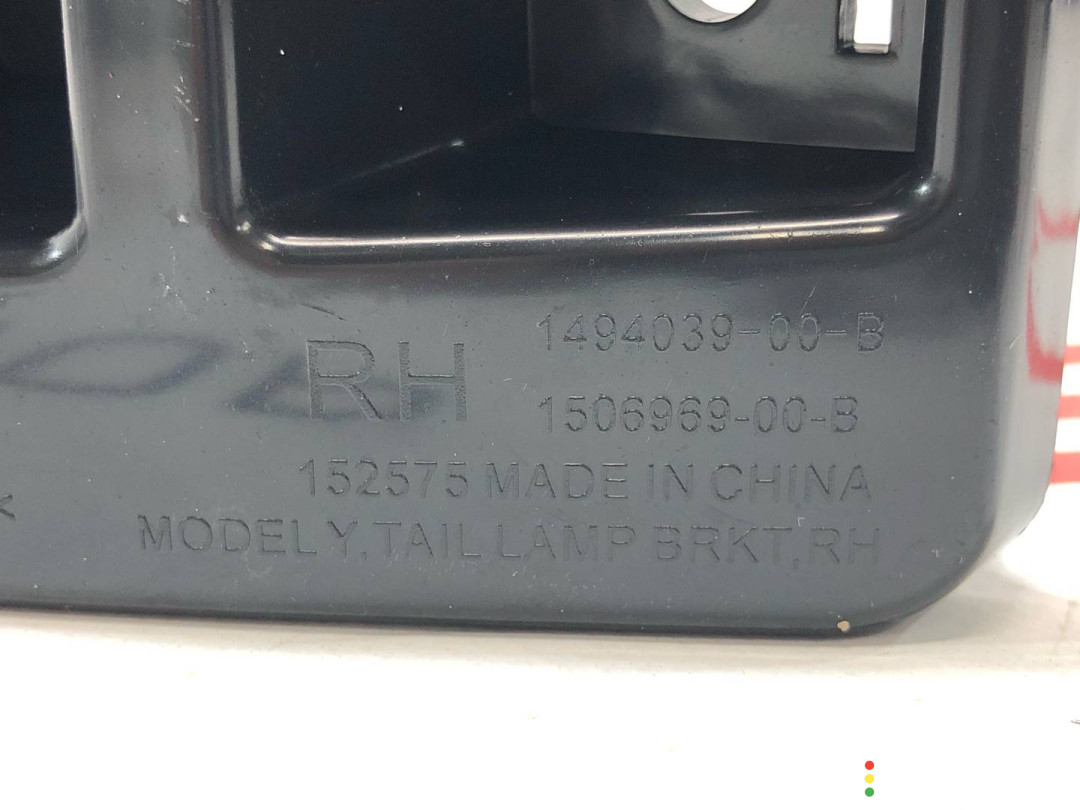 RH
1494039-00-B
1506969-00-B
152575 MADE IN CHINA
MODEL Y,TAIL LAMP BRKT,RH